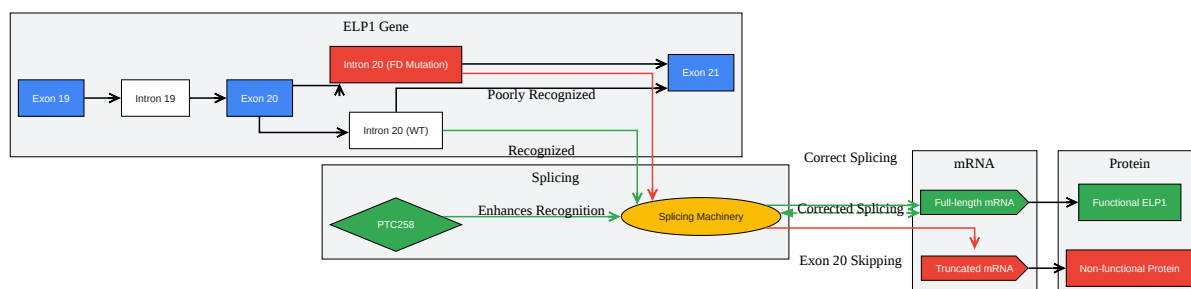 ELP1 Gene
Intron 20 (FD Mutation)
Exon 21
Exon 19
Intron 19
Exon 20
Poorly Recognized
Intron 20 (WT)
Recognized
Correct Splicing
mRNA
Protein
Splicing
Full-length mRNA
Functional ELP1
Enhances Recognition
Splicing Machinery
Corrected Splicing
PTC258
Exon 20 Skipping
Truncated mRNA
Non-functional Protein